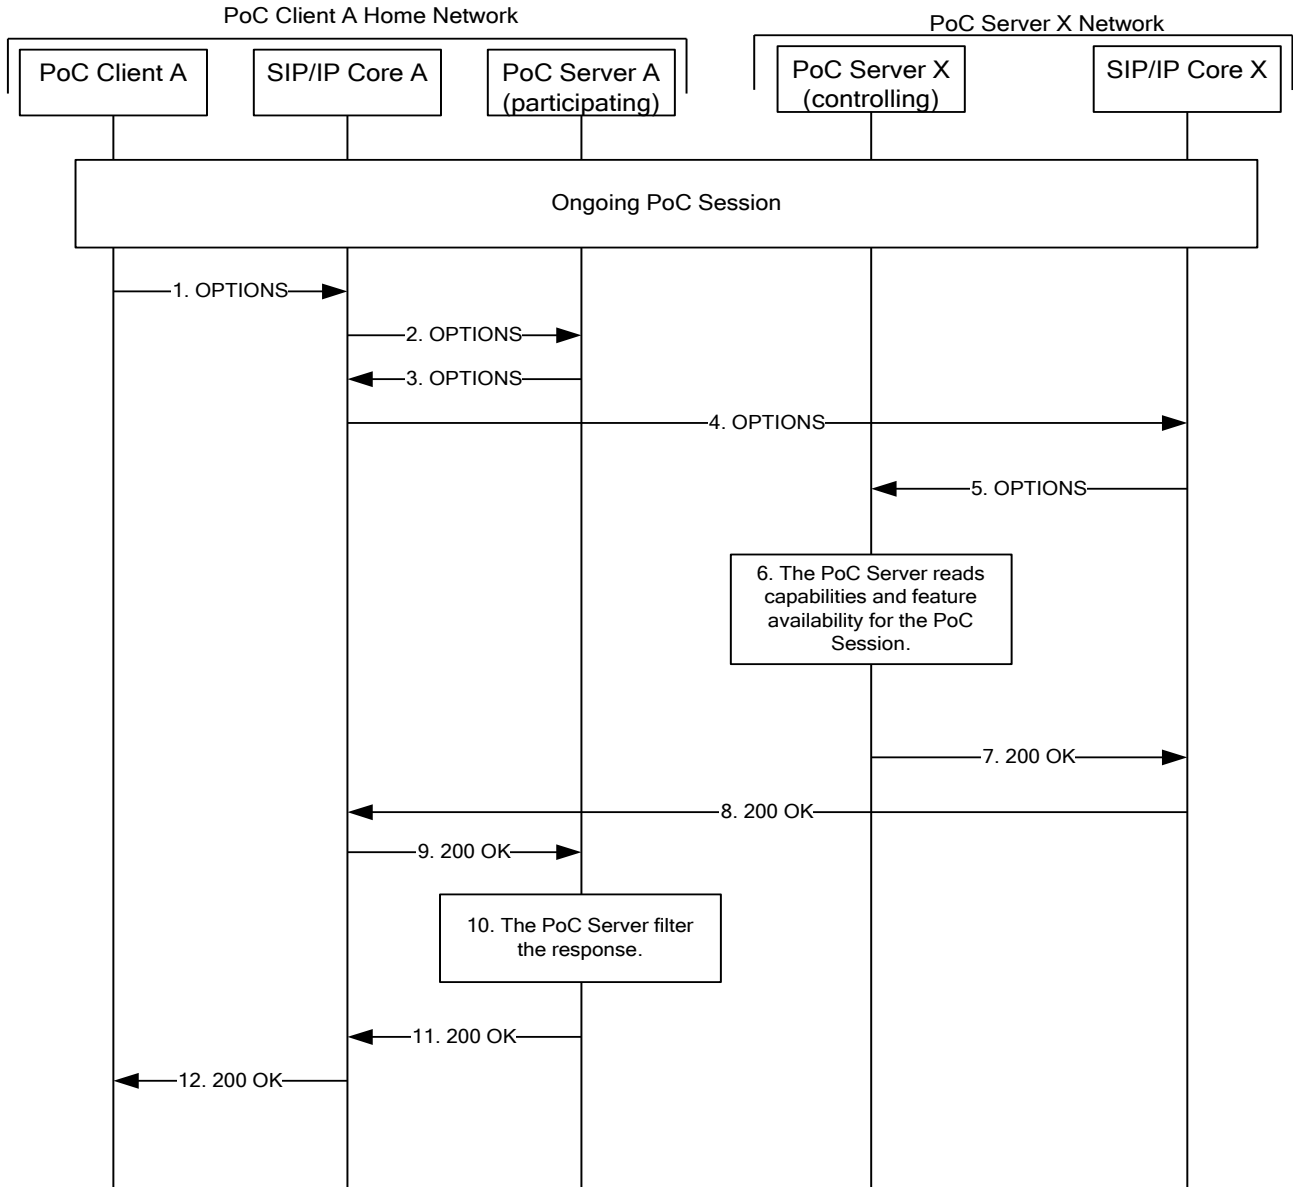 PoC Client A Home Network
PoC Server X Network
PoC Client A
SIP/IP Core A
PoC Server A
(participating)
PoC Server X
(controlling)
SIP/IP Core X
Ongoing PoC Session
1. OPTIONS
2. OPTIONS
3. OPTIONS
4. OPTIONS
5. OPTIONS
6. The PoC Server reads
capabilities and feature
availability for the PoC
Session.
7. 200 OK
8. 200 OK
9. 200 OK
10. The PoC Server filter
the response.
11. 200 OK
12. 200 OK